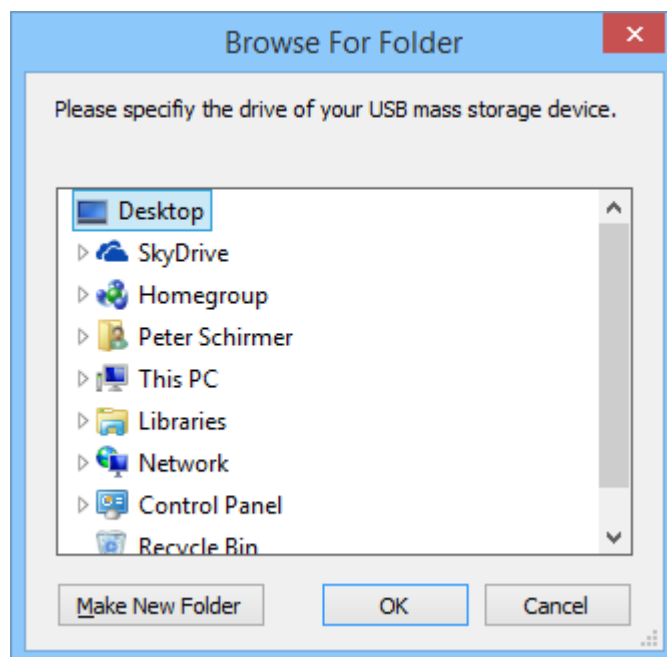 Browse For Folder
Please specifiy the drive of your USB mass storage device.
Desktop
SkyDrive
Homegroup
Peter Schirmer
This PC
Libraries
Network
Control Panel
Recycle Bin
Make New Folder OK Cancel